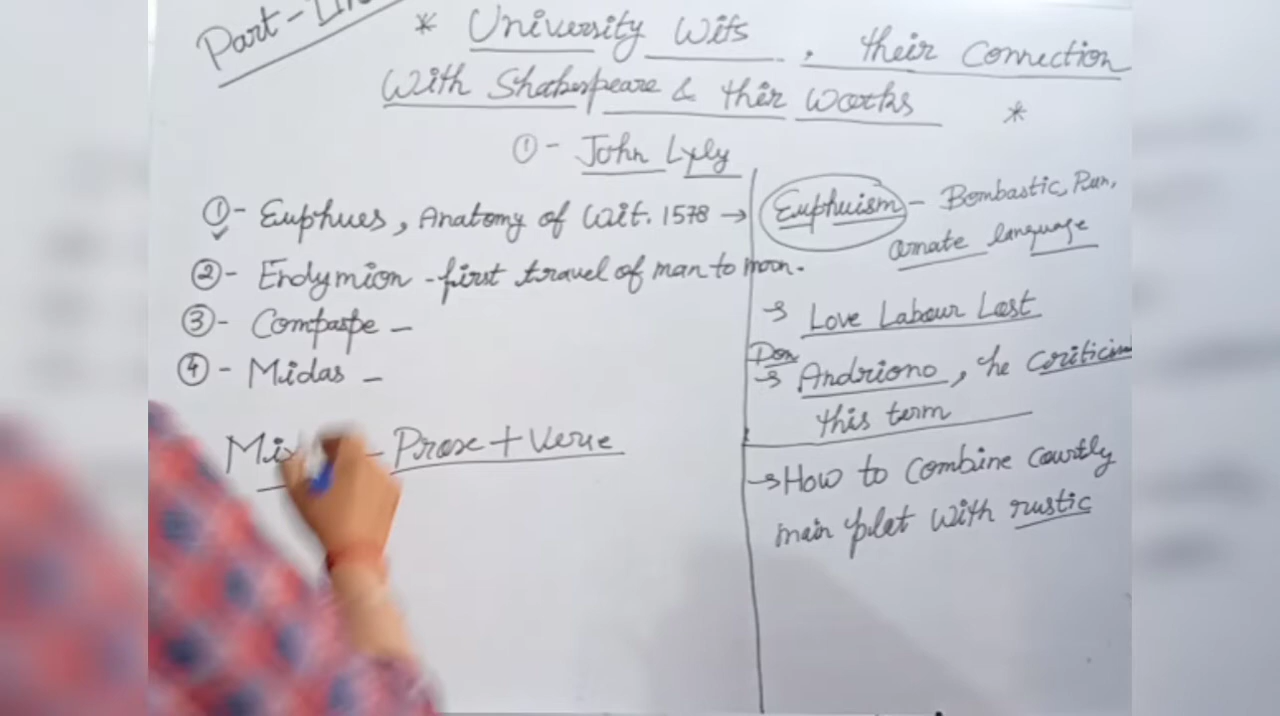 Part-
* University Wits, their Connection
With Shakespeare & their Works *
① - John Lyly
① - Euphues, Anatomy of Wit. 1578 →
② - Endymion - first travel of man to moon.
③ - Compaspe -
④ - Midas -
- Prose + Verse
Euphuism - Bombastic, Pun,
ornate language
→ Love Labour Lost
Don
→ Andriono, he criticism
this term
→ How to combine courtly
main plot with rustic